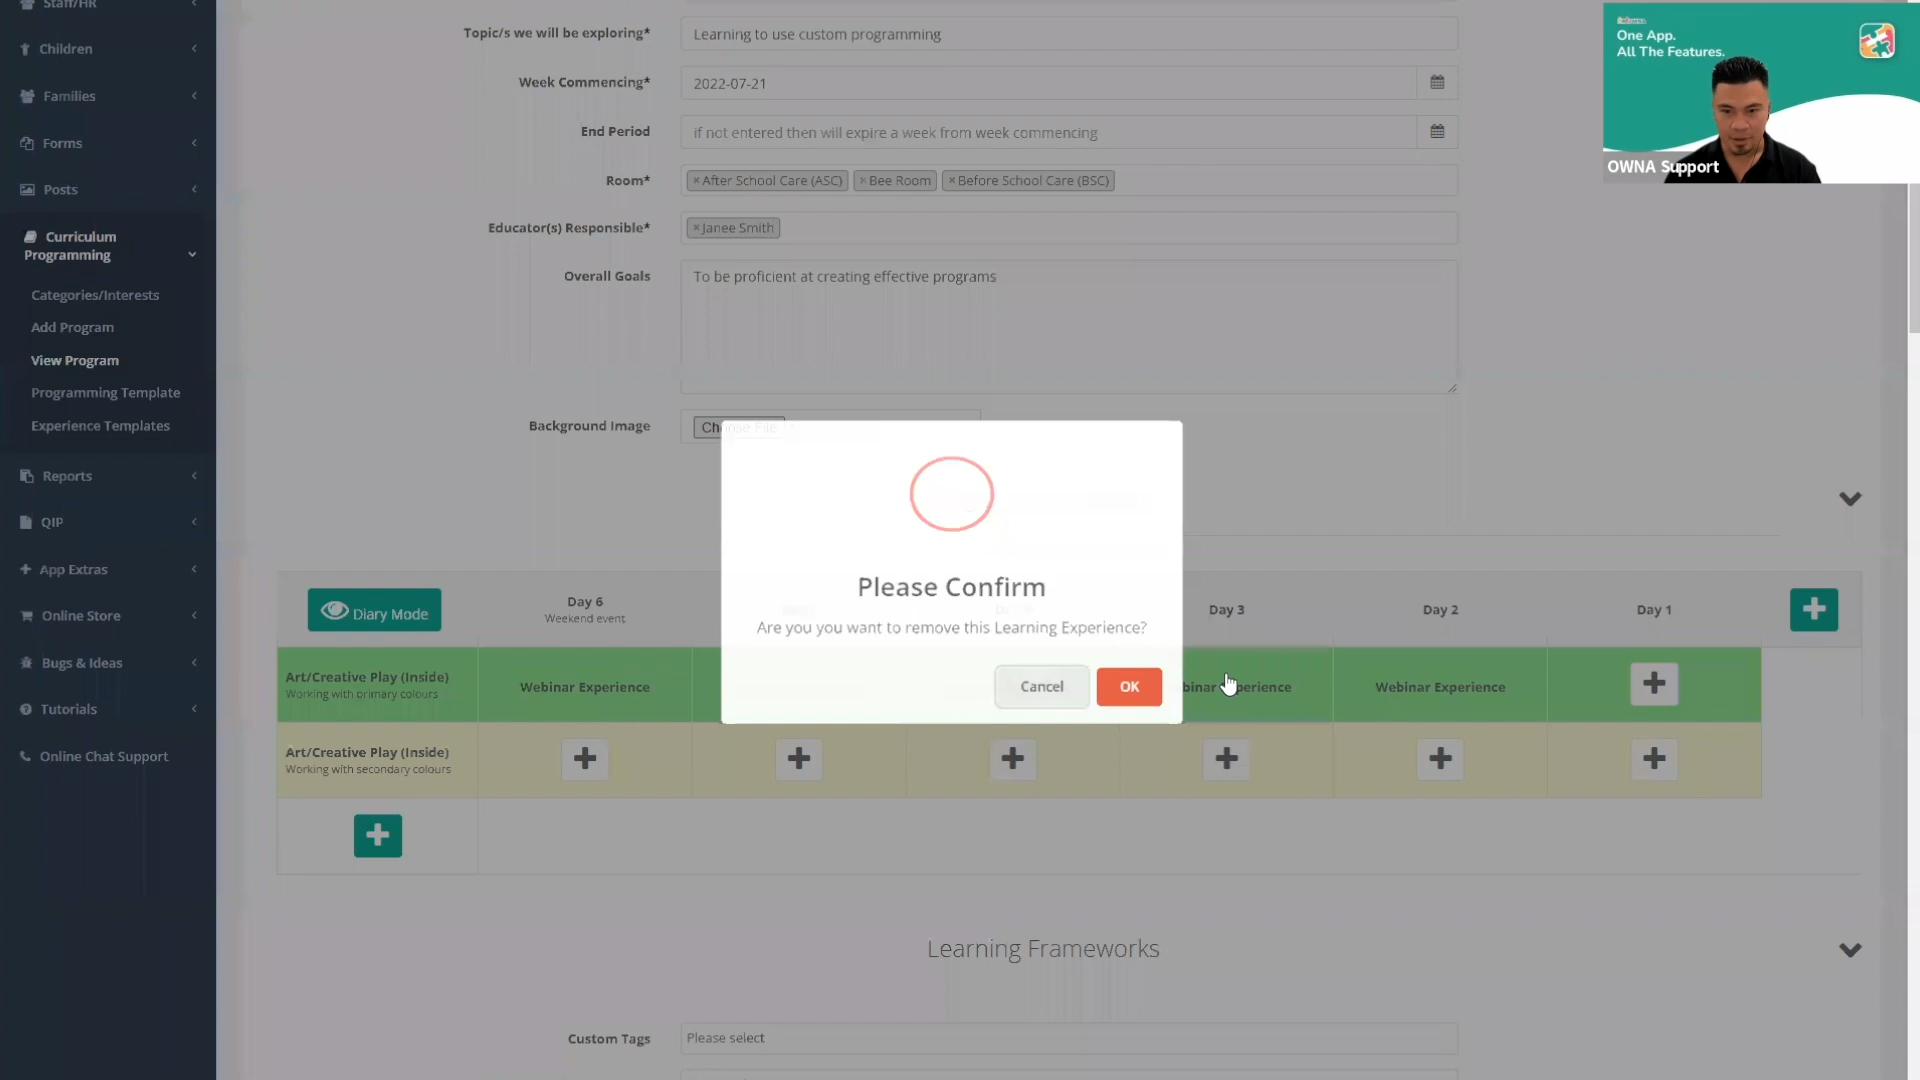 Staff/HR
Children
Families
Forms
Posts
Curriculum
Programming
Categories/Interests
Add Program
View Program
Programming Template
Experience Templates
Reports
QIP
App Extras
Online Store
Bugs & Ideas
Tutorials
Online Chat Support
Topic/s we will be exploring* Learning to use custom programming
Week Commencing* 2022-07-21
End Period if not entered then will expire a week from week commencing
Room* ×After School Care (ASC) ×Bee Room ×Before School Care (BSC)
Educator(s) Responsible* ×Janee Smith
Overall Goals To be proficient at creating effective programs
Background Image Choose File
One App.
All The Features.
OWNA Support
Please Confirm
Are you you want to remove this Learning Experience?
Cancel OK
Diary Mode Day 6 Day 3 Day 2 Day 1
Weekend event
Art/Creative Play (Inside) Webinar Experience Webinar Experience
Working with primary colours
Art/Creative Play (Inside)
Working with secondary colours
Learning Frameworks
Custom Tags Please select